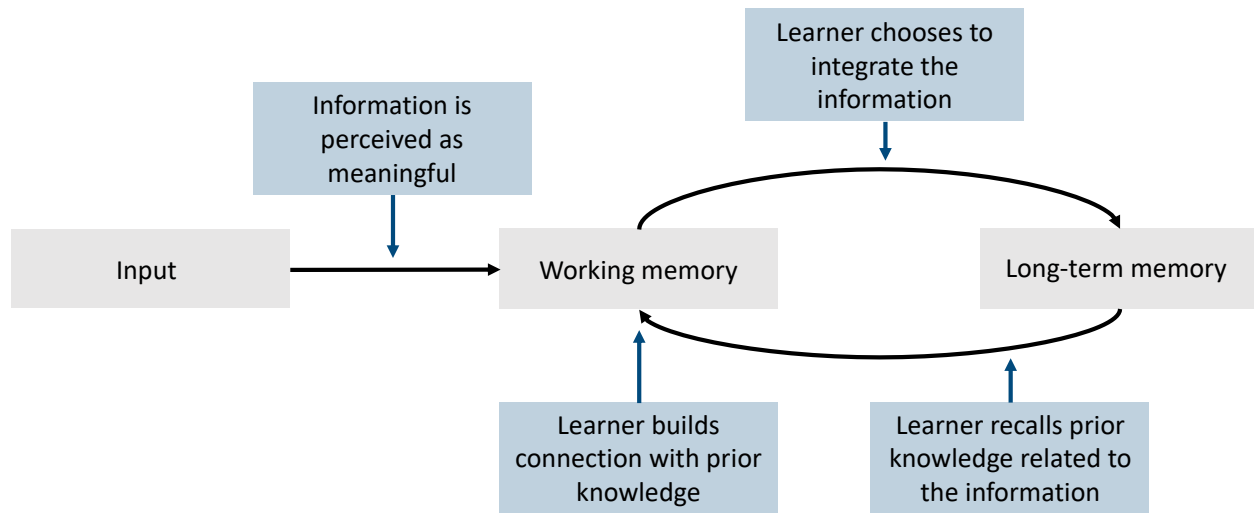 Learner chooses to
integrate the
information
Information is
perceived as
meaningful
Input
Working memory
Long-term memory
Learner builds
connection with prior
knowledge
Learner recalls prior
knowledge related to
the information